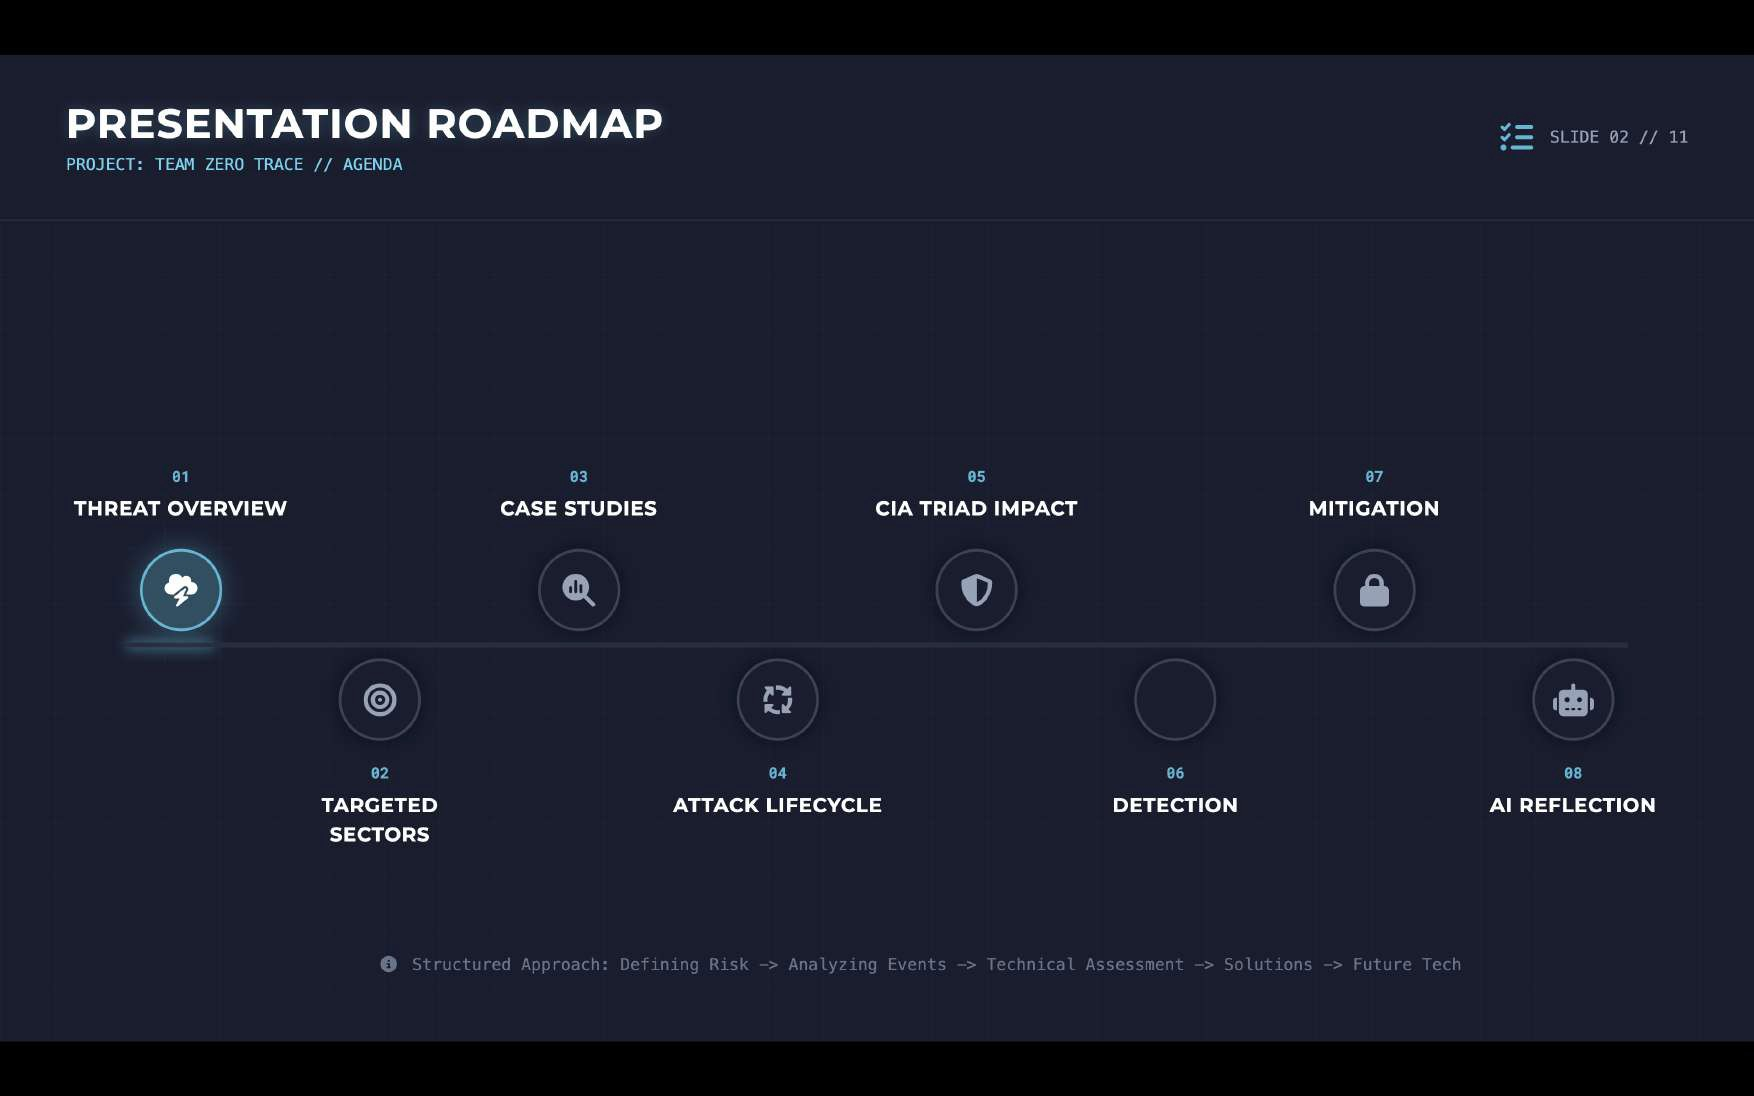 PRESENTATION ROADMAP
PROJECT: TEAM ZERO TRACE // AGENDA
SLIDE 02 // 11
01
THREAT OVERVIEW
02
TARGETED
SECTORS
03
CASE STUDIES
04
ATTACK LIFECYCLE
05
CIA TRIAD IMPACT
06
DETECTION
07
MITIGATION
08
AI REFLECTION
Structured Approach: Defining Risk —> Analyzing Events —> Technical Assessment —> Solutions —> Future Tech